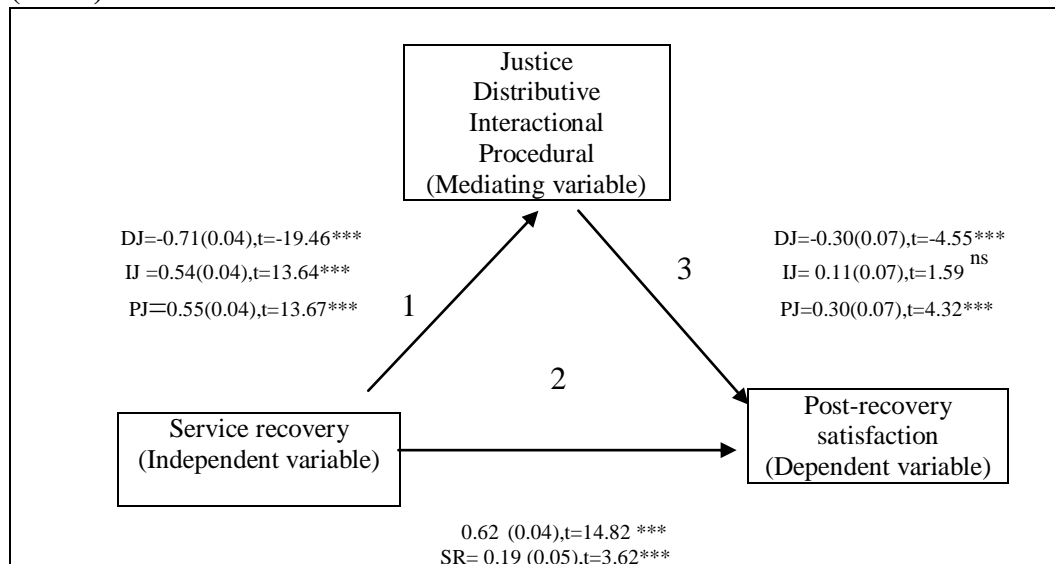 Justice
Distributive
Interactional
Procedural
(Mediating variable)
DJ=-0.71(0.04),t=-19.46***
IJ =0.54(0.04),t=13.64***
PJ=0.55(0.04),t=13.67***
1
3
DJ=-0.30(0.07),t=-4.55***
IJ= 0.11(0.07),t=1.59 ns
PJ=0.30(0.07),t=4.32***
2
Service recovery
(Independent variable)
Post-recovery
satisfaction
(Dependent variable)
0.62 (0.04),t=14.82 ***
SR= 0.19 (0.05),t=3.62***